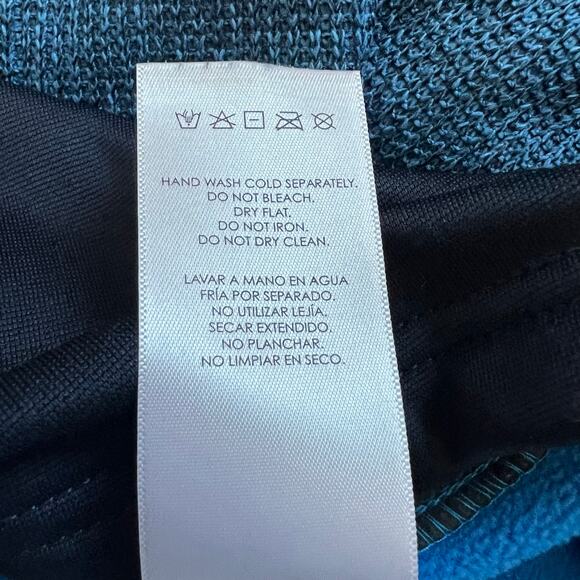 HAND WASH COLD SEPARATELY.
DO NOT BLEACH.
DRY FLAT.
DO NOT IRON.
DO NOT DRY CLEAN.
LAVAR A MANO EN AGUA
FRÍA POR SEPARADO.
NO UTILIZAR LEJÍA.
SECAR EXTENDIDO.
NO PLANCHAR.
NO LIMPIAR EN SECO.